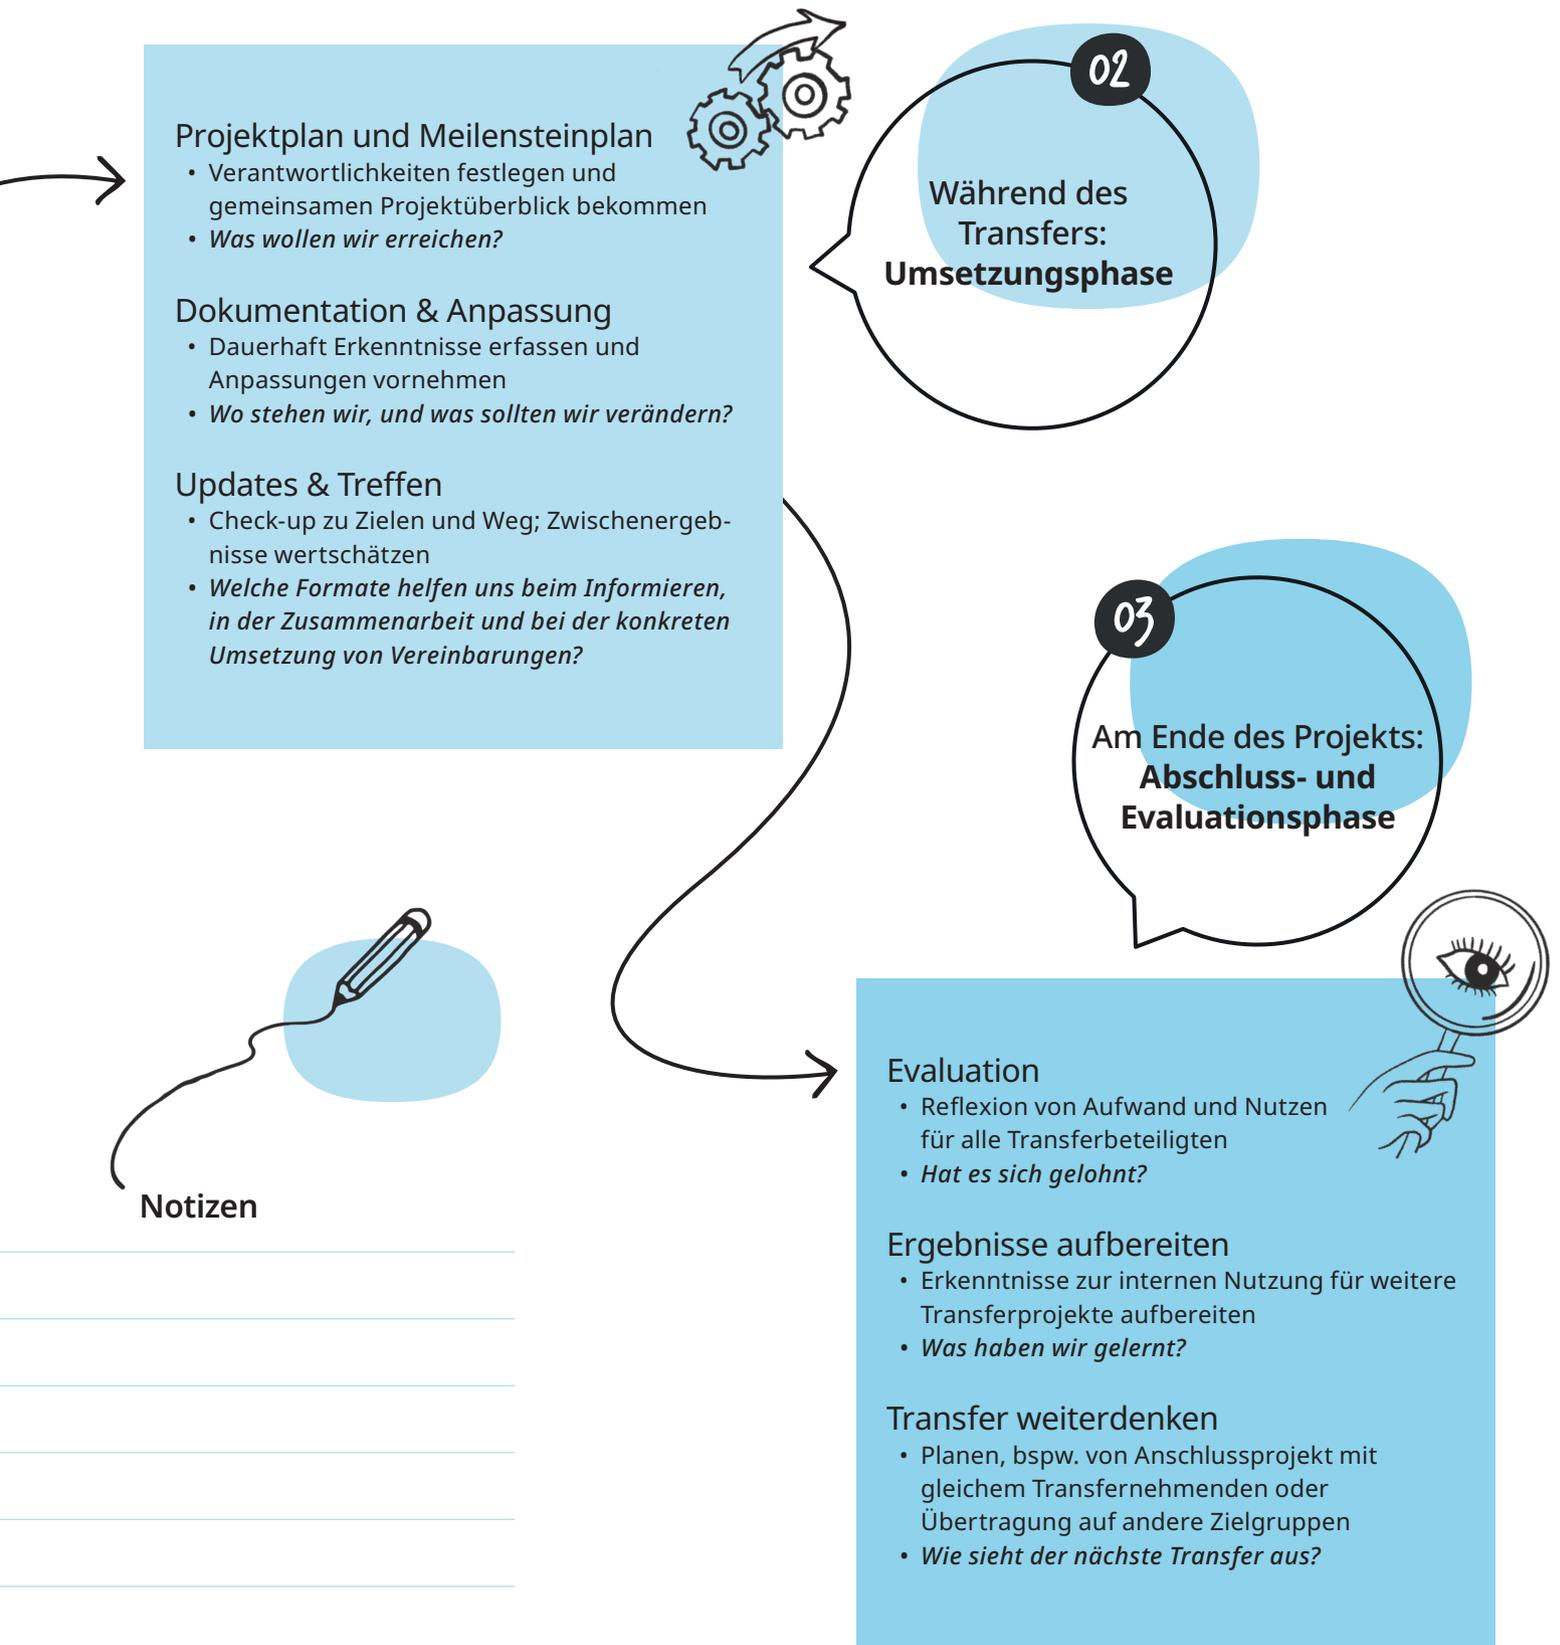 02
Während des
Transfers:
Umsetzungsphase
Projektplan und Meilensteinplan
• Verantwortlichkeiten festlegen und
gemeinsamen Projektüberblick bekommen
• Was wollen wir erreichen?
Dokumentation & Anpassung
• Dauerhaft Erkenntnisse erfassen und
Anpassungen vornehmen
• Wo stehen wir, und was sollten wir verändern?
Updates & Treffen
• Check-up zu Zielen und Weg; Zwischenergeb-
nisse wertschätzen
• Welche Formate helfen uns beim Informieren,
in der Zusammenarbeit und bei der konkreten
Umsetzung von Vereinbarungen?
03
Am Ende des Projekts:
Abschluss- und
Evaluationsphase
Evaluation
• Reflexion von Aufwand und Nutzen
für alle Transferbeteiligten
• Hat es sich gelohnt?
Ergebnisse aufbereiten
• Erkenntnisse zur internen Nutzung für weitere
Transferprojekte aufbereiten
• Was haben wir gelernt?
Transfer weiterdenken
• Planen, bspw. von Anschlussprojekt mit
gleichem Transfernehmenden oder
Übertragung auf andere Zielgruppen
• Wie sieht der nächste Transfer aus?
Notizen